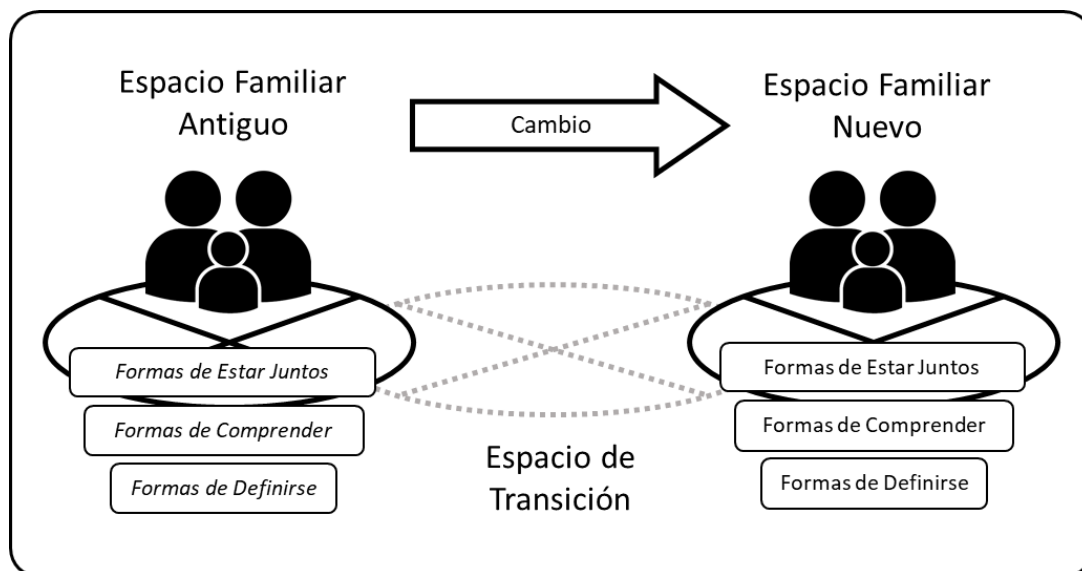 Espacio Familiar
Antiguo
Cambio
Espacio Familiar
Nuevo
Formas de Estar Juntos
Formas de Comprender
Formas de Definirse
Espacio de
Transición
Formas de Estar Juntos
Formas de Comprender
Formas de Definirse